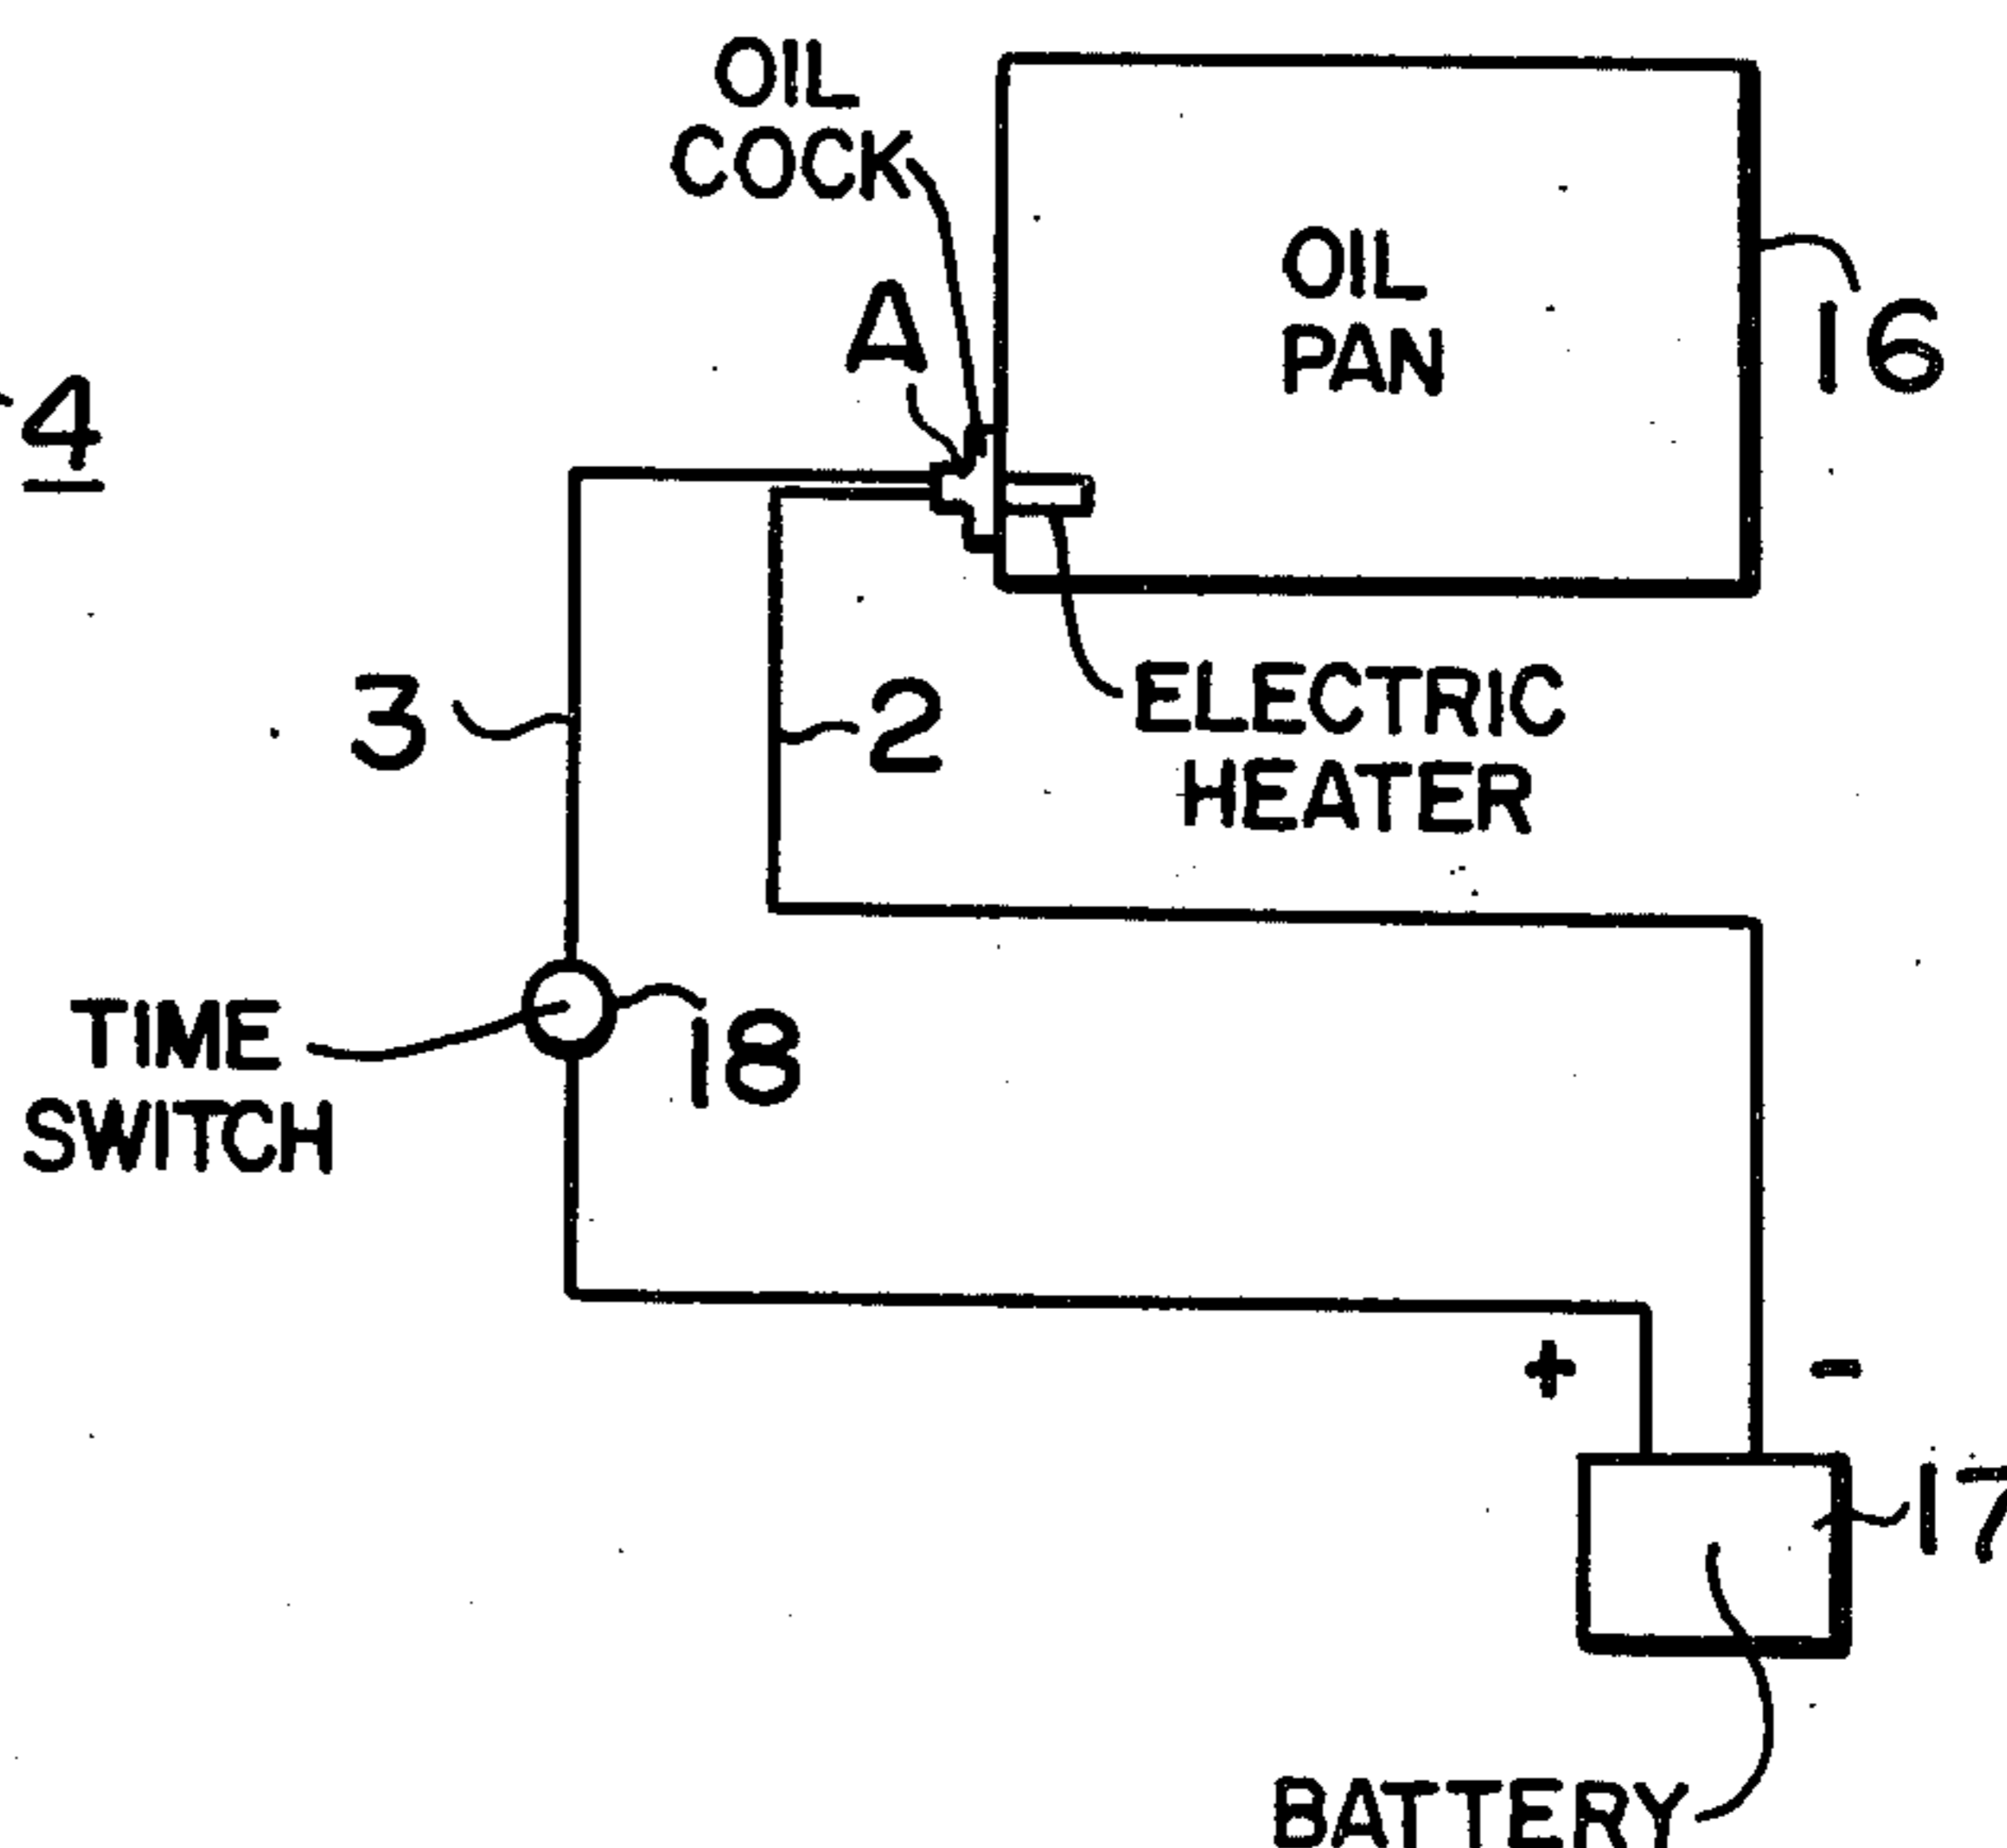 OIL
COCK
A
OIL
PAN
16
4
3
2
ELECTRIC
HEATER
TIME
SWITCH
18
+
-
17
BATTERY